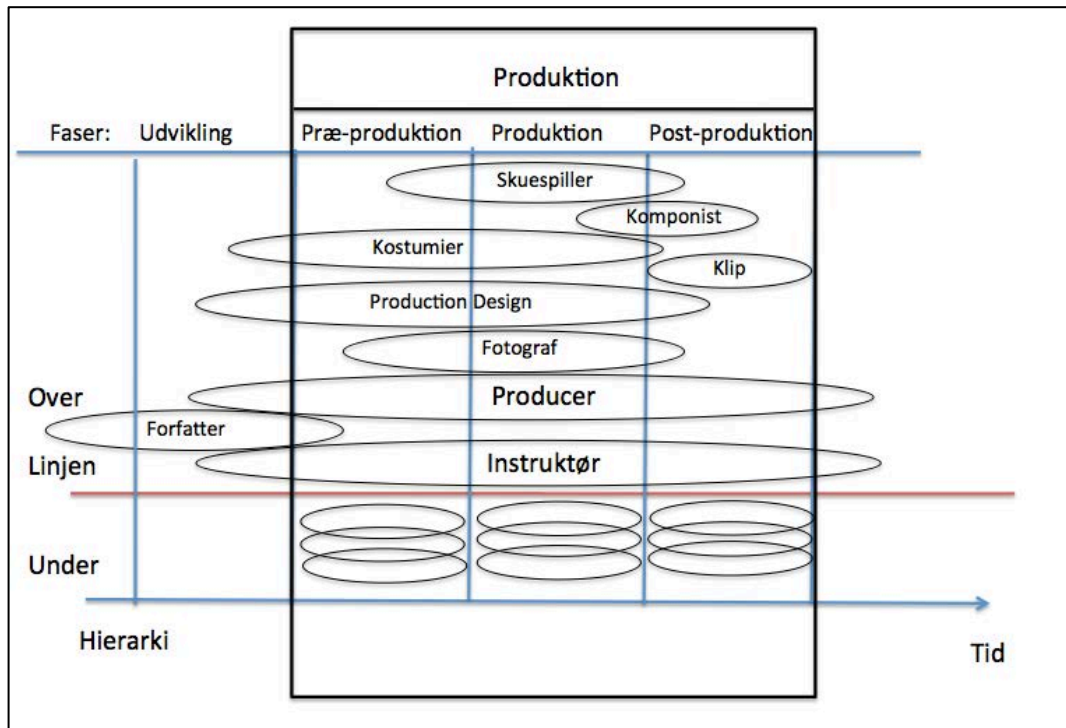 Produktion
Faser: Udvikling Præ-produktion Produktion Post-produktion
Skuespiller
Komponist
Kostumier
Klip
Production Design
Fotograf
Over Producer
Forfatter
Linjen Instruktør
Under
Hierarki
Tid